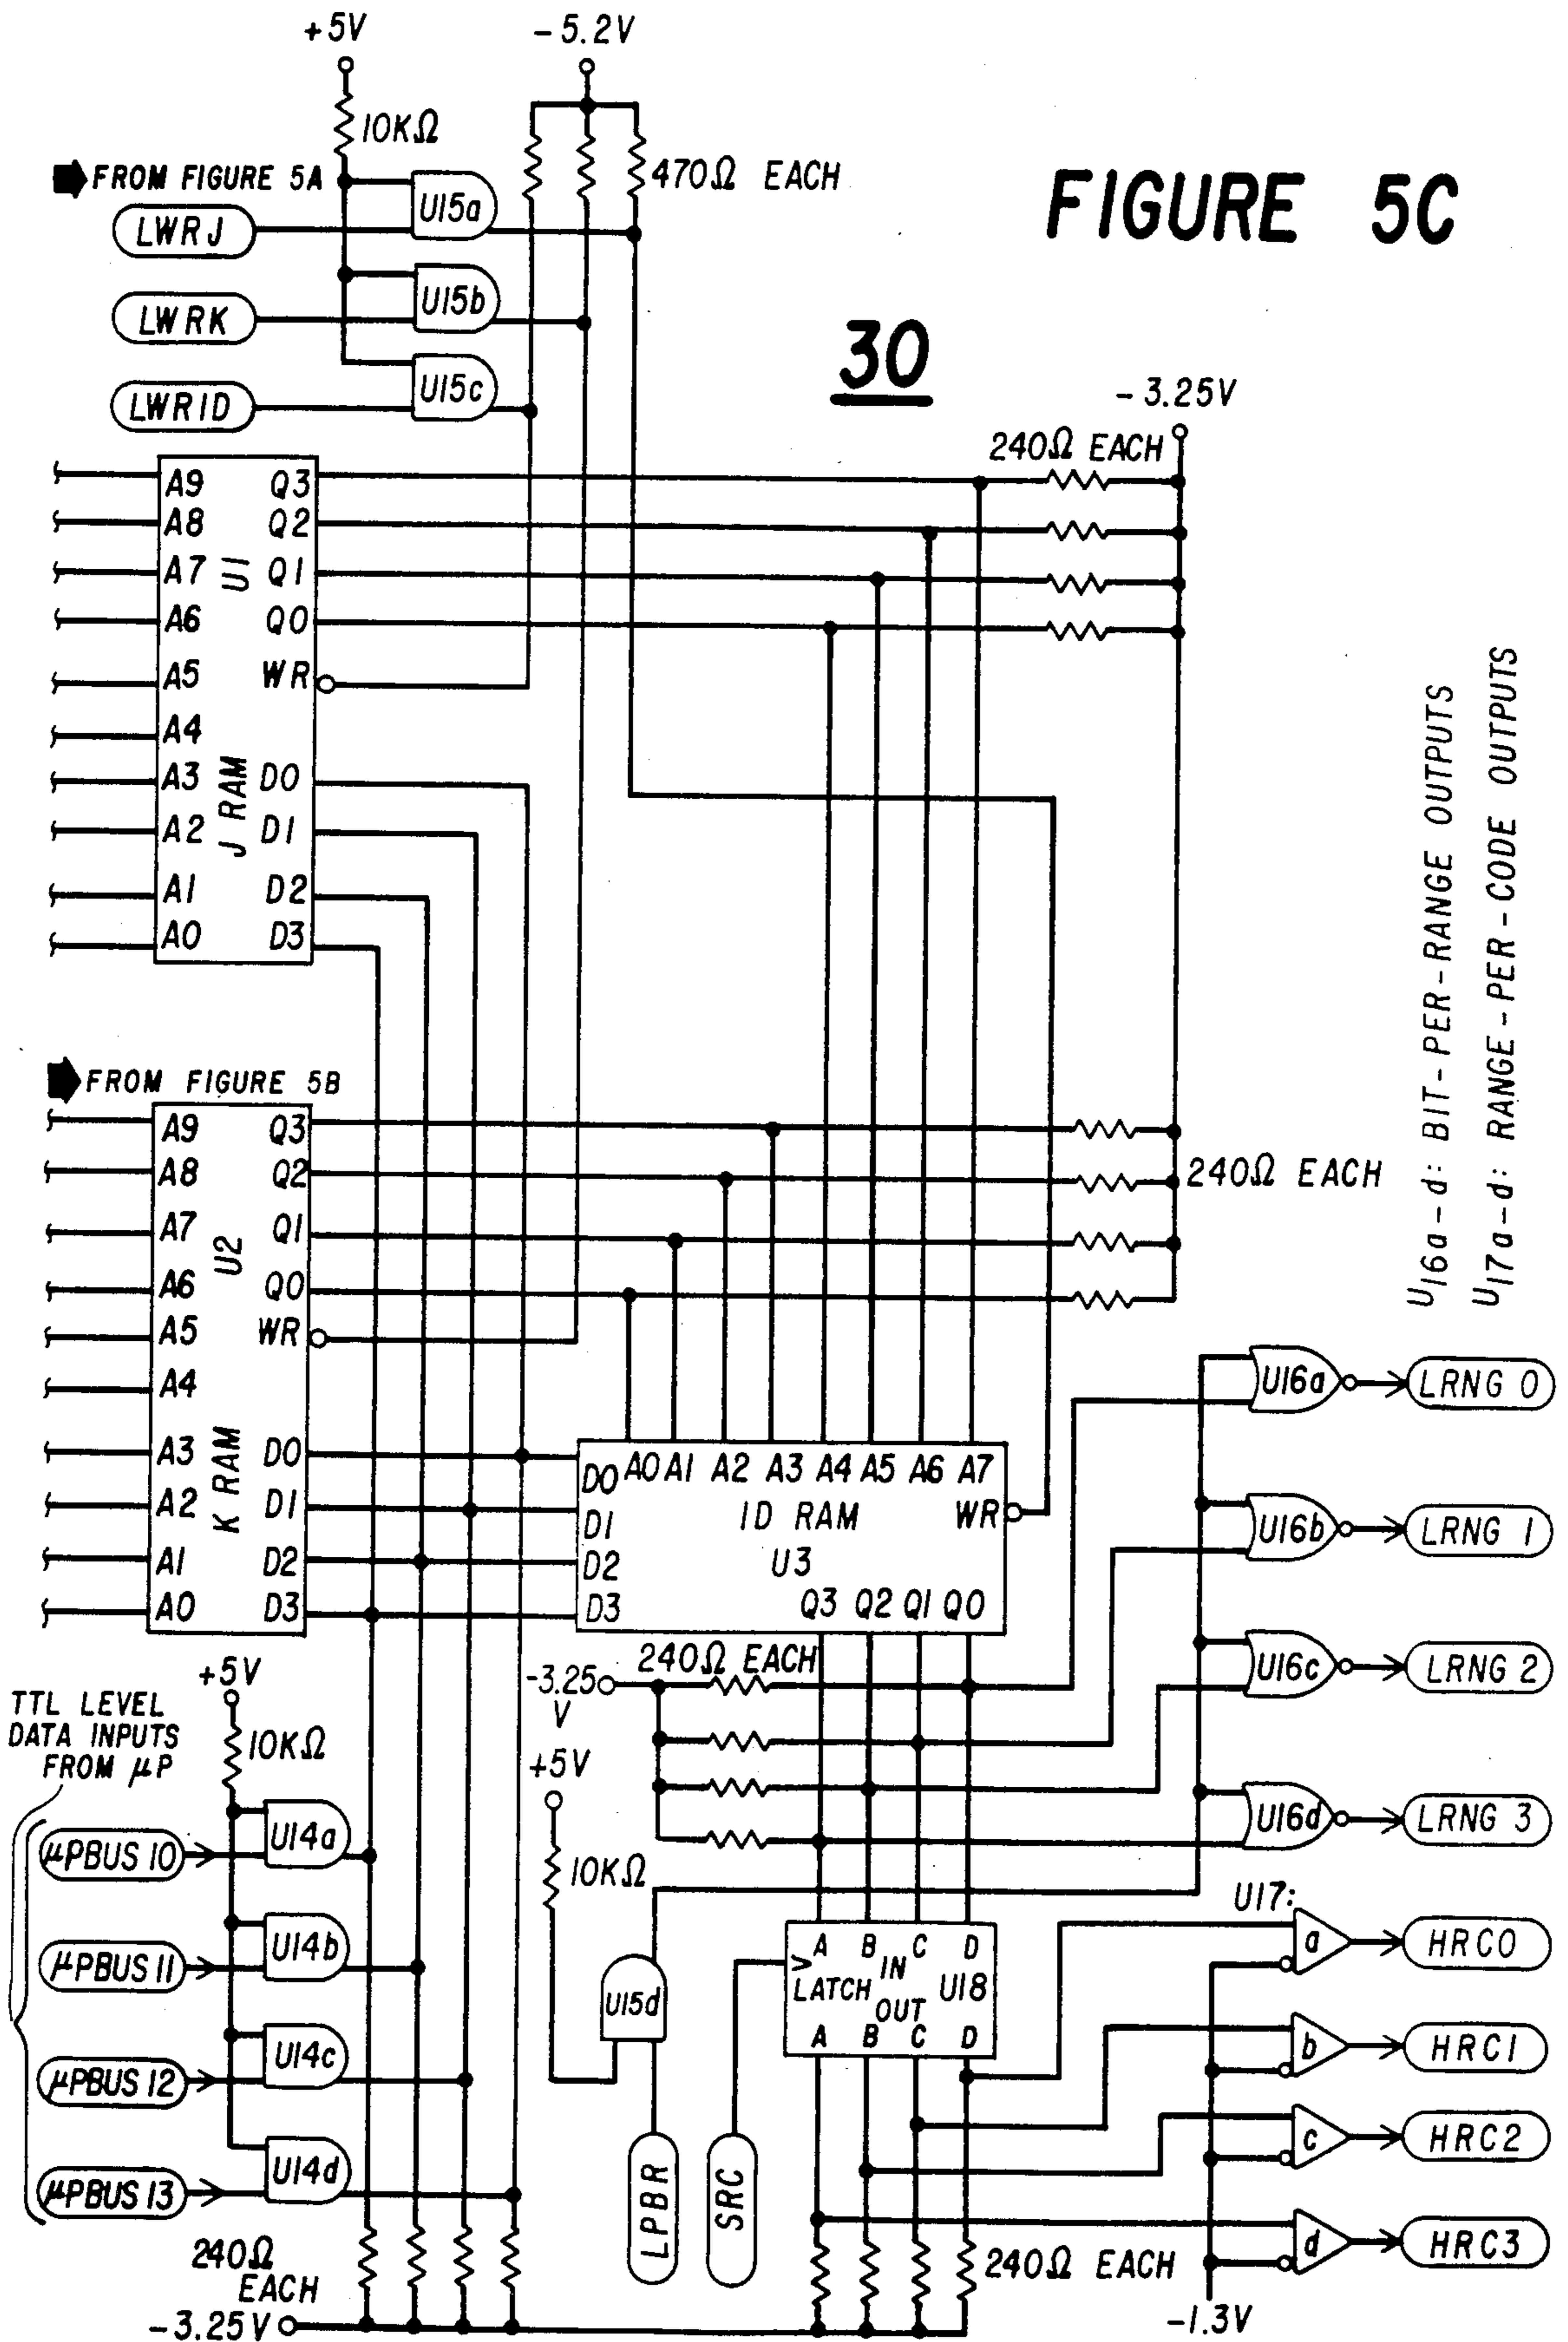 +5V
-5.2V
10KΩ
FROM FIGURE 5A
470Ω EACH
FIGURE 5C
LWRJ
U15a
LWRK
U15b
LWRID
U15c
30
-3.25V
240Ω EACH
A9 Q3
A8 Q2
A7 Q1
A6 Q0
A5 WR
A4
A3 D0
A2 D1
A1 D2
A0 D3
U1
J RAM
U16a-d: BIT-PER-RANGE OUTPUTS
U17a-d: RANGE-PER-CODE OUTPUTS
FROM FIGURE 5B
A9 Q3
A8 Q2
A7 Q1
A6 Q0
A5 WR
A4
A3 D0
A2 D1
A1 D2
A0 D3
U2
K RAM
240Ω EACH
D0 A0 A1 A2 A3 A4 A5 A6 A7
D1 ID RAM WR
D2 U3
D3 Q3 Q2 Q1 Q0
U16a LRNG 0
U16b LRNG 1
U16c LRNG 2
U16d LRNG 3
240Ω EACH
-3.25
V
+5V
10KΩ
TTL LEVEL
DATA INPUTS
FROM μP
+5V
10KΩ
μPBUS 10 U14a
μPBUS 11 U14b
μPBUS 12 U14c
μPBUS 13 U14d
240Ω
EACH
-3.25V
U15d
LPBR
SRC
A B C D
IN
LATCH U18
OUT
A B C D
240Ω EACH
U17:
a HRC0
b HRC1
c HRC2
d HRC3
-1.3V